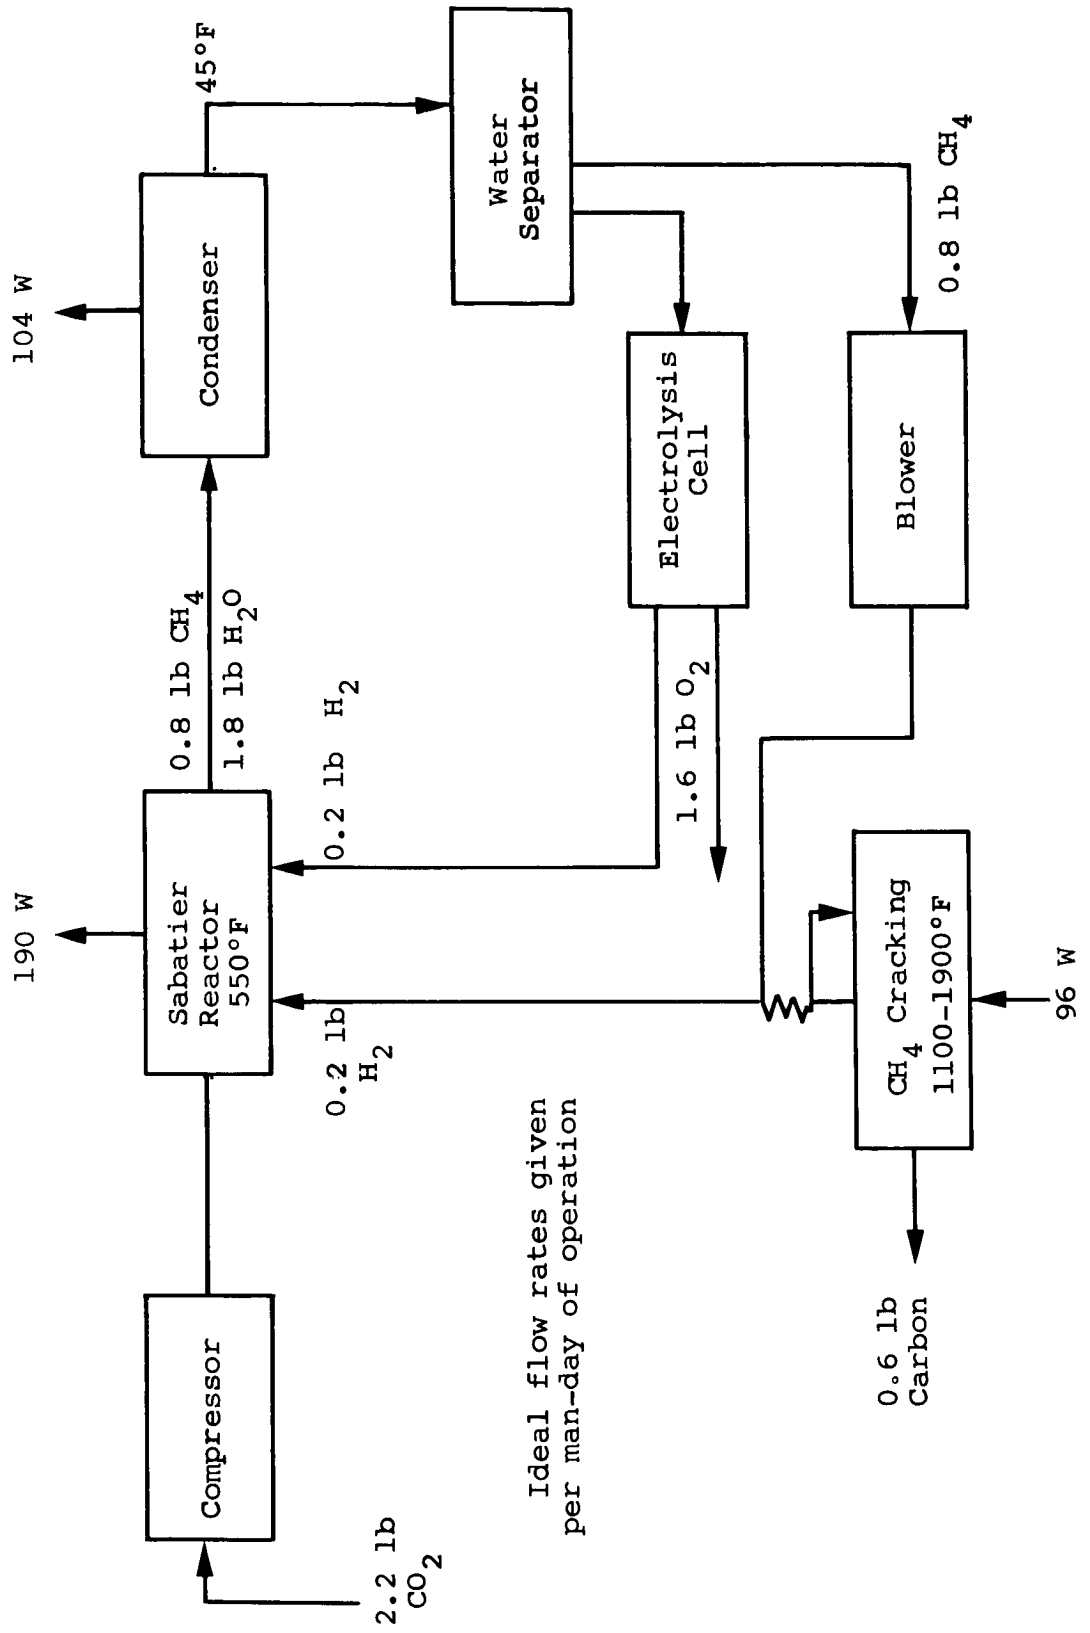 190 W
104 W
Compressor
Sabatier
Reactor
550°F
0.8 lb CH4
1.8 lb H2O
Condenser
45°F
2.2 lb
CO2
0.2 lb
H2
0.2 lb H2
Water
Separator
Ideal flow rates given
per man-day of operation
1.6 lb O2
Electrolysis
Cell
0.6 lb
Carbon
CH4 Cracking
1100-1900°F
Blower
0.8 lb CH4
96 W